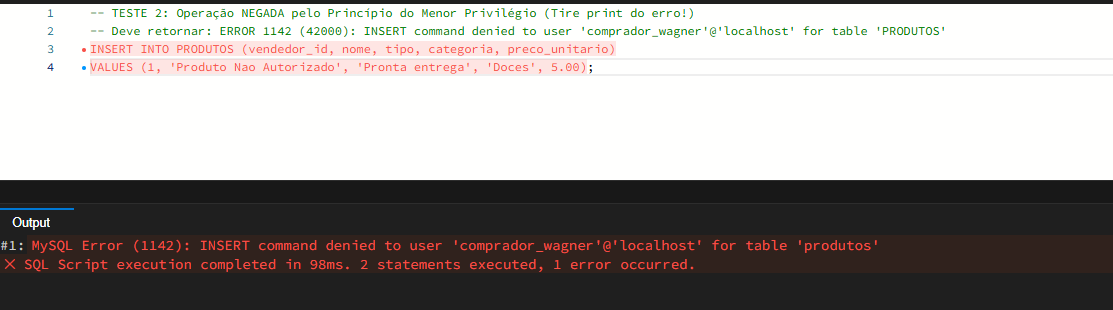 1 -- TESTE 2: Operação NEGADA pelo Princípio do Menor Privilégio (Tire print do erro!)
2 -- Deve retornar: ERROR 1142 (42000): INSERT command denied to user 'comprador_wagner'@'localhost' for table 'PRODUTOS'
3 INSERT INTO PRODUTOS (vendedor_id, nome, tipo, categoria, preco_unitario)
4 VALUES (1, 'Produto Nao Autorizado', 'Pronta entrega', 'Doces', 5.00);
Output
#1: MySQL Error (1142): INSERT command denied to user 'comprador_wagner'@'localhost' for table 'produtos'
✕ SQL Script execution completed in 98ms. 2 statements executed, 1 error occurred.